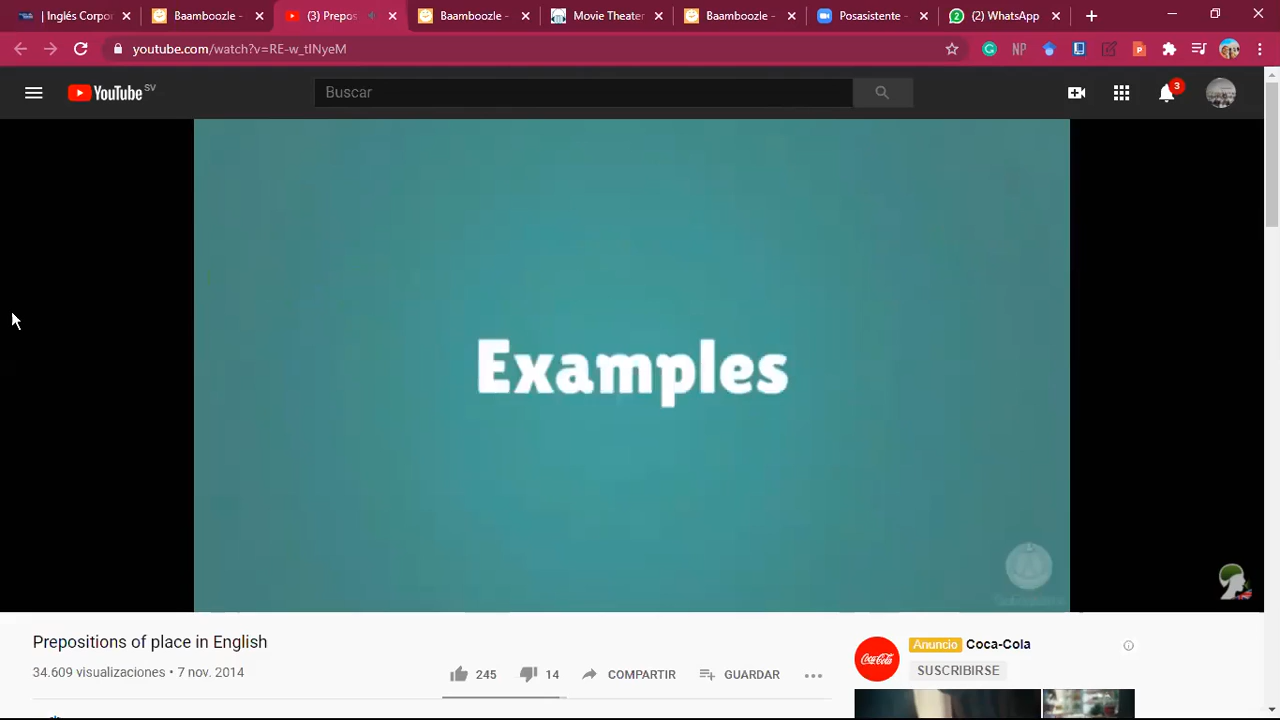 | Inglés Corpo
Baamboozle -
(3) Prepos
Baamboozle -
Movie Theater
Baamboozle -
Posasistente -
(2) WhatsApp
youtube.com/watch?v=RE-w_tINyeM
NP
YouTube SV
Buscar
3
Examples
Prepositions of place in English
34.609 visualizaciones • 7 nov. 2014
245
14
COMPARTIR
GUARDAR
Anuncio Coca-Cola
SUSCRIBIRSE